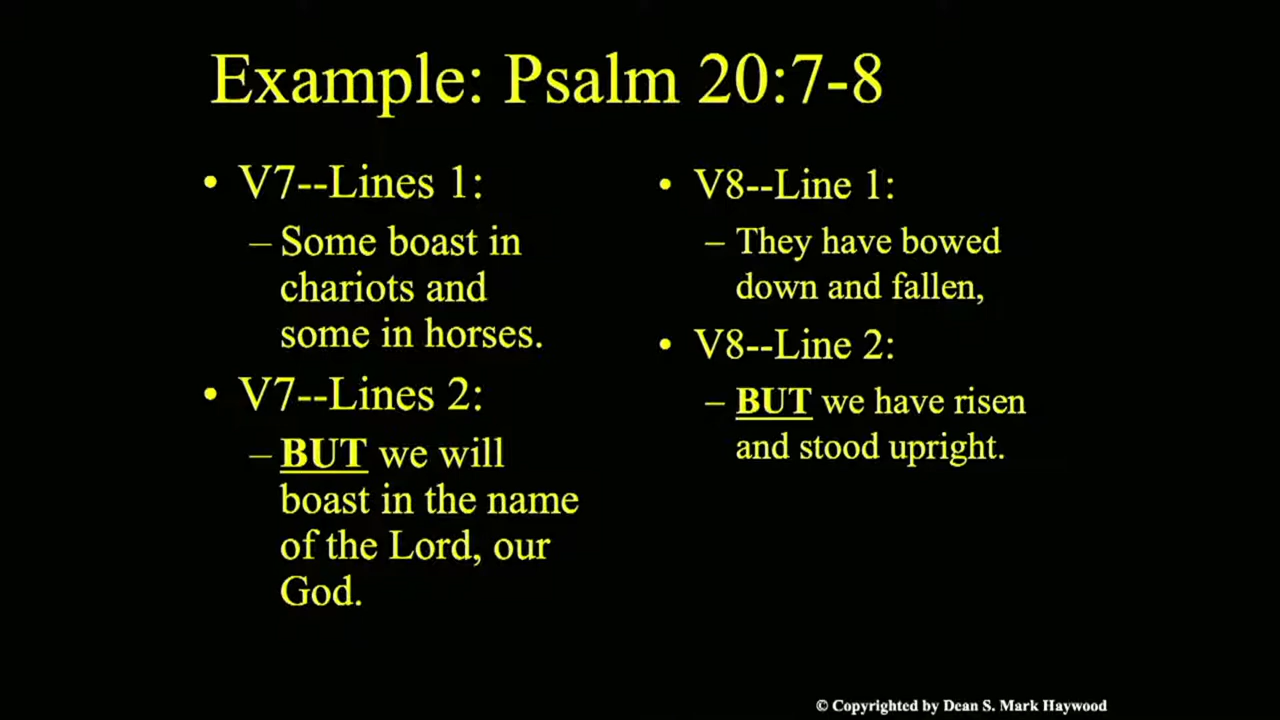 Example: Psalm 20:7-8
• V7--Lines 1:
– Some boast in
chariots and
some in horses.
• V7--Lines 2:
– BUT we will
boast in the name
of the Lord, our
God.
• V8--Line 1:
– They have bowed
down and fallen,
• V8--Line 2:
– BUT we have risen
and stood upright.
© Copyrighted by Dean S. Mark Haywood